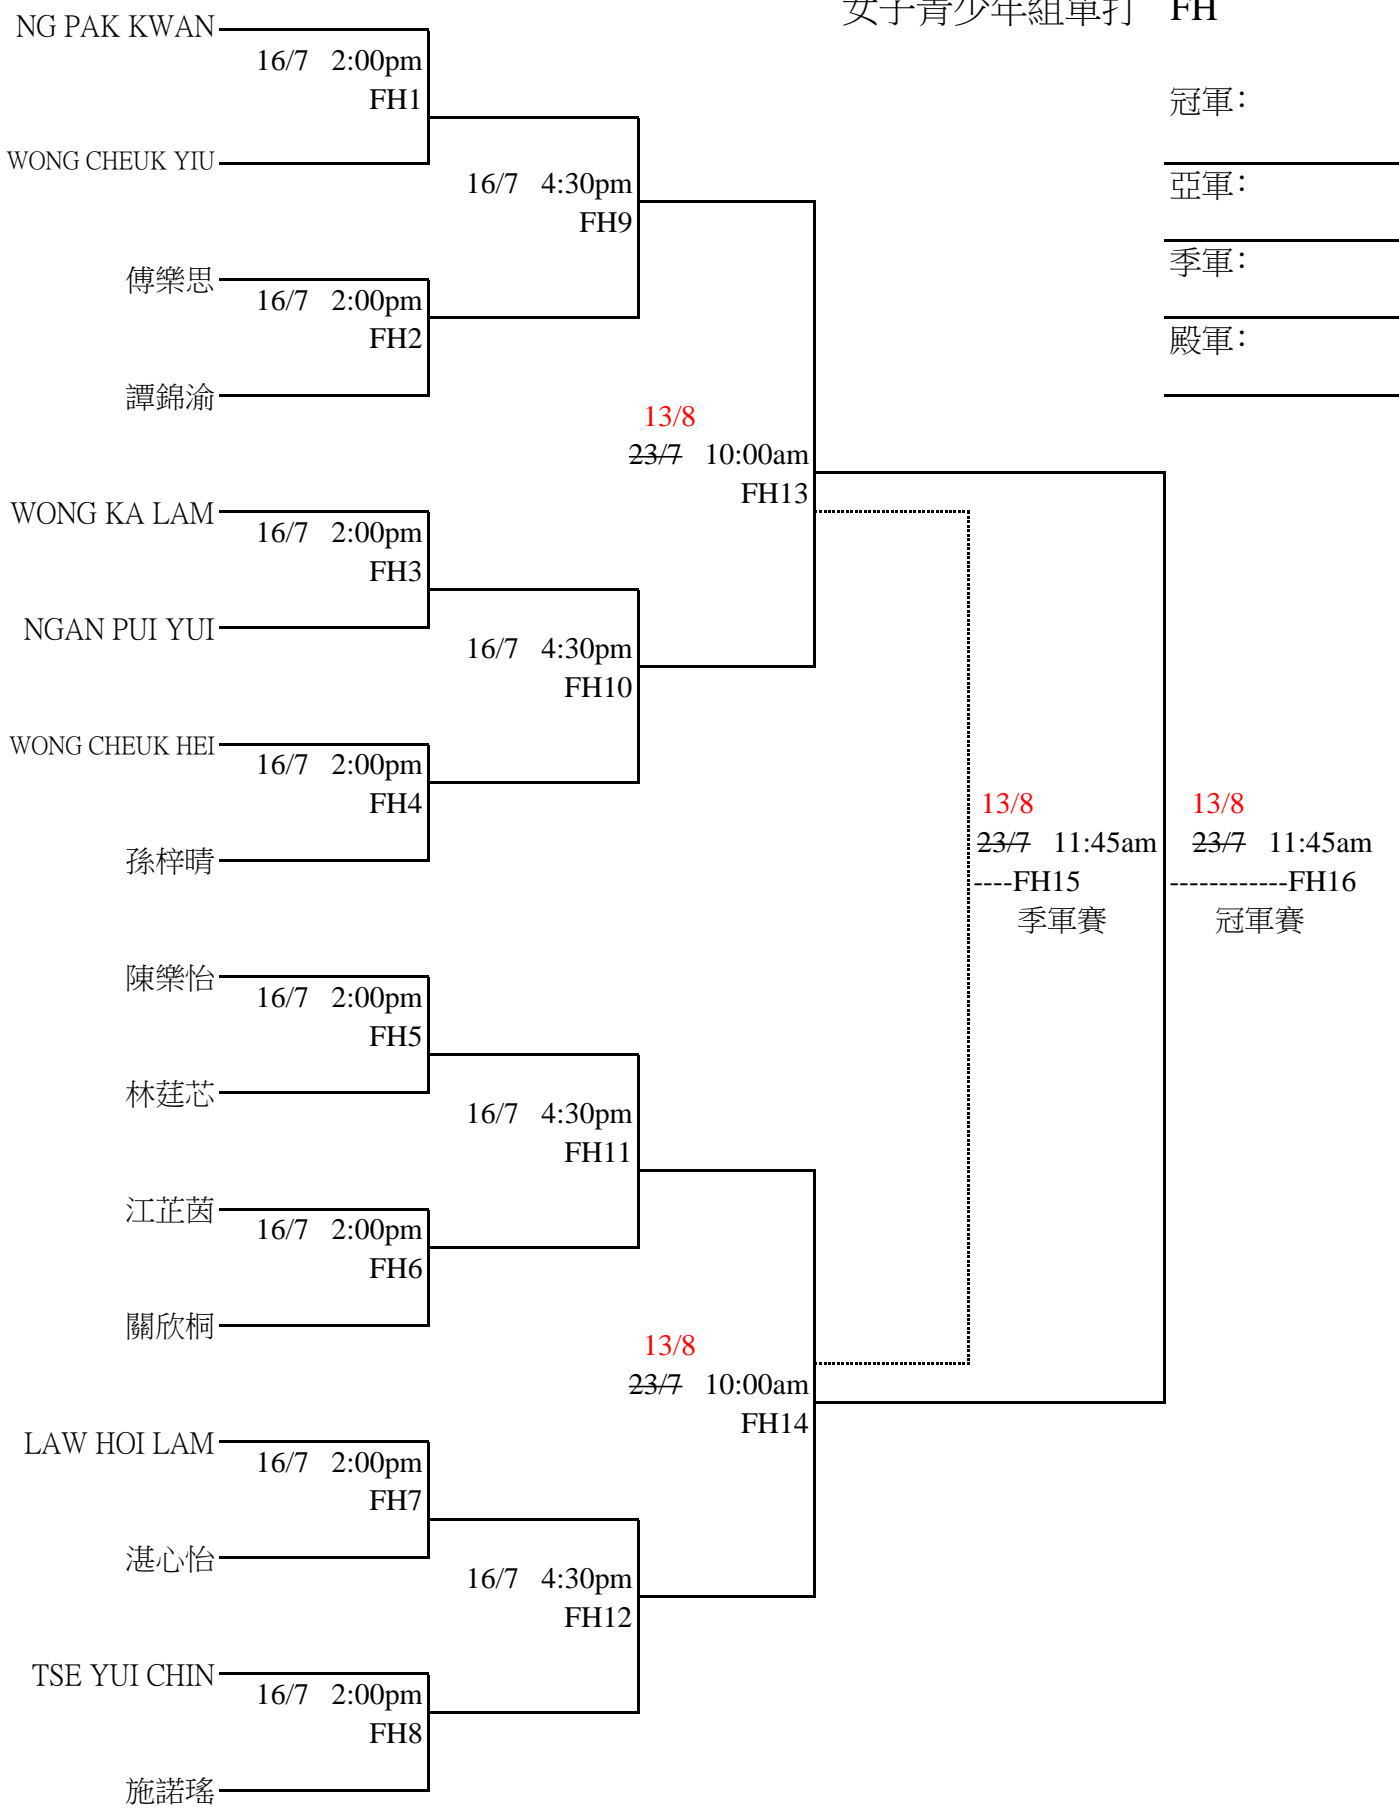 女子青少年組單打 FH
NG PAK KWAN
16/7 2:00pm
FH1
冠軍：
WONG CHEUK YIU
16/7 4:30pm
FH9
亞軍：
季軍：
傅樂思
16/7 2:00pm
FH2
殿軍：
譚錦渝
13/8
23/7 10:00am
FH13
WONG KA LAM
16/7 2:00pm
FH3
NGAN PUI YUI
16/7 4:30pm
FH10
WONG CHEUK HEI
16/7 2:00pm
FH4
孫梓晴
13/8
23/7 11:45am
----FH15
季軍賽
13/8
23/7 11:45am
------------FH16
冠軍賽
陳樂怡
16/7 2:00pm
FH5
林莛芯
16/7 4:30pm
FH11
江芷茵
16/7 2:00pm
FH6
關欣桐
13/8
23/7 10:00am
FH14
LAW HOI LAM
16/7 2:00pm
FH7
湛心怡
16/7 4:30pm
FH12
TSE YUI CHIN
16/7 2:00pm
FH8
施諾瑤